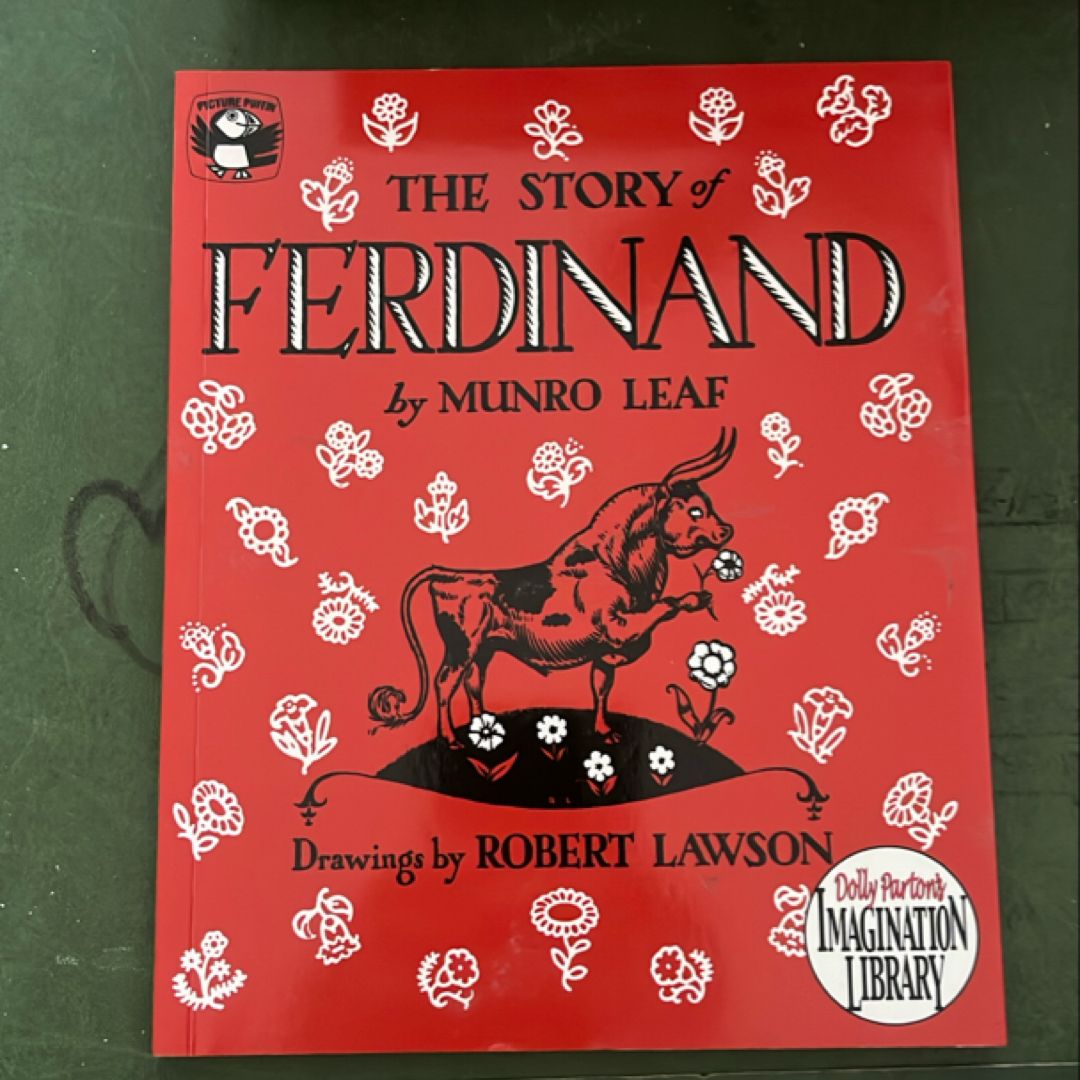 PICTURE PUFFIN
THE STORY of
FERDINAND
by MUNRO LEAF
Drawings by ROBERT LAWSON
Dolly Parton's
IMAGINATION
LIBRARY